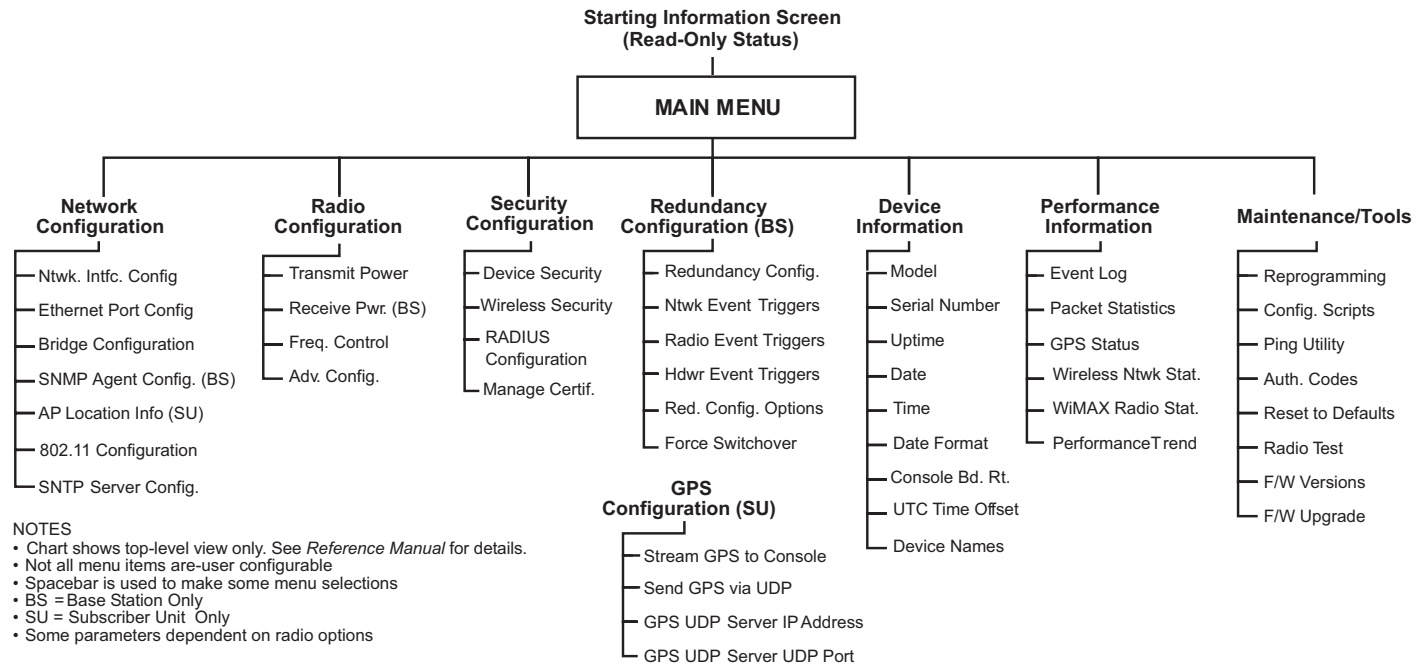 Starting Information Screen
(Read-Only Status)
MAIN MENU
Network
Configuration
Ntwk. Intfc. Config
Ethernet Port Config
Bridge Configuration
SNMP Agent Config. (BS)
AP Location Info (SU)
802.11 Configuration
SNTP Server Config.
Radio
Configuration
Transmit Power
Receive Pwr. (BS)
Freq. Control
Adv. Config.
Security
Configuration
Device Security
Wireless Security
RADIUS
Configuration
Manage Certif.
Redundancy
Configuration (BS)
Redundancy Config.
Ntwk Event Triggers
Radio Event Triggers
Hdwr Event Triggers
Red. Config. Options
Force Switchover
GPS
Configuration (SU)
Stream GPS to Console
Send GPS via UDP
GPS UDP Server IP Address
GPS UDP Server UDP Port
Device
Information
Model
Serial Number
Uptime
Date
Time
Date Format
Console Bd. Rt.
UTC Time Offset
Device Names
Performance
Information
Event Log
Packet Statistics
GPS Status
Wireless Ntwk Stat.
WiMAX Radio Stat.
PerformanceTrend
Maintenance/Tools
Reprogramming
Config. Scripts
Ping Utility
Auth. Codes
Reset to Defaults
Radio Test
F/W Versions
F/W Upgrade
NOTES
• Chart shows top-level view only. See Reference Manual for details.
• Not all menu items are-user configurable
• Spacebar is used to make some menu selections
• BS = Base Station Only
• SU = Subscriber Unit Only
• Some parameters dependent on radio options